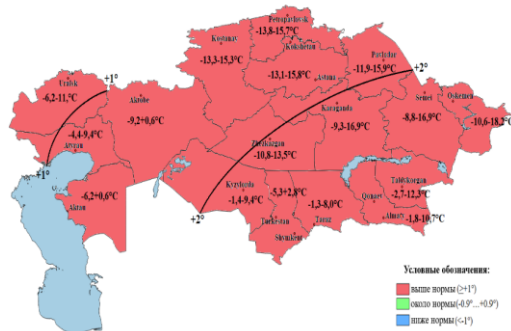 Petropavlovsk
-13,8-15,7°C
Kostanay
Kokshetau
-13,3-15,3°C
-13,1-15,8°C
Astana
Pavlodar
-11,9-15,9°C
+2°
+1°
Uralsk
-6,2-11,°C
Aktobe
-9,2+0,6°C
-4,4-9,4°C
Atyrau
+1°
Karaganda
-9,3-16,9°C
Semei
Oskemen
-8,8-16,9°C
-10,6-18,2°C
Zhezkazgan
-10,8-13,5°C
-6,2+0,6°C
Aktau
+2°
Kyzylorda
-1,4-9,4°C
-5,3+2,8°C
-1,3-8,0°C
Turkestan
Taraz
Shymkent
Taldykorgan
-2,7-12,3°C
Qonaev
Almaty
-1,8-10,7°C
Условные обозначения:
выше нормы (≥+1°)
около нормы(-0.9°...+0.9°)
ниже нормы(<-1°)